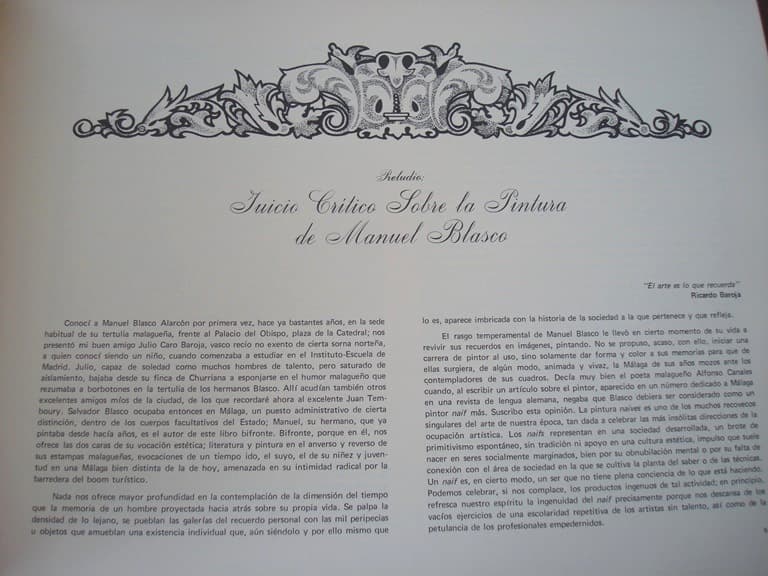 Preludio:
Juicio Crítico Sobre la Pintura
de Manuel Blasco
"El arte es lo que recuerda"
Ricardo Baroja
Conocí a Manuel Blasco Alarcón por primera vez, hace ya bastantes años, en la sede
habitual de su tertulia malagueña, frente al Palacio del Obispo, plaza de la Catedral; nos
presentó mi buen amigo Julio Caro Baroja, vasco recio no exento de cierta sorna norteña,
a quien conocí siendo un niño, cuando comenzaba a estudiar en el Instituto-Escuela de
Madrid. Julio, capaz de soledad como muchos hombres de talento, pero saturado de
aislamiento, bajaba desde su finca de Churriana a esponjarse en el humor malagueño que
rezumaba a borbotones en la tertulia de los hermanos Blasco. Allí acudían también otros
excelentes amigos míos de la ciudad, de los que recordaré ahora al excelente Juan Tem-
boury. Salvador Blasco ocupaba entonces en Málaga, un puesto administrativo de cierta
distinción, dentro de los cuerpos facultativos del Estado; Manuel, su hermano, que ya
pintaba desde hacía años, es el autor de este libro bifronte. Bifronte, porque en él, nos
ofrece las dos caras de su vocación estética; literatura y pintura en el anverso y reverso de
sus estampas malagueñas, evocaciones de un tiempo ido, el suyo, el de su niñez y juven-
tud en una Málaga bien distinta de la de hoy, amenazada en su intimidad radical por la
barredera del boom turístico.
Nada nos ofrece mayor profundidad en la contemplación de la dimensión del tiempo
que la memoria de un hombre proyectada hacia atrás sobre su propia vida. Se palpa la
densidad de lo lejano, se pueblan las galerías del recuerdo personal con las mil peripecias
u objetos que amueblan una existencia individual que, aún siéndolo y por ello mismo que
lo es, aparece imbricada con la historia de la sociedad a la que pertenece y que refleja.
El rasgo temperamental de Manuel Blasco le llevó en cierto momento de su vida a
revivir sus recuerdos en imágenes, pintando. No se propuso, acaso, con ello, iniciar una
carrera de pintor al uso, sino solamente dar forma y color a sus memorias para que de
ellas surgiera, de algún modo, animada y vivaz, la Málaga de sus años mozos ante los
contempladores de sus cuadros. Decía muy bien el poeta malagueño Alfonso Canales
cuando, al escribir un artículo sobre el pintor, aparecido en un número dedicado a Málaga
en una revista de lengua alemana, negaba que Blasco debiera ser considerado como un
pintor naïf más. Suscribo esta opinión. La pintura naïves es uno de los muchos recovecos
singulares del arte de nuestra época, tan dada a celebrar las más insólitas direcciones de la
ocupación artística. Los naïfs representan en una sociedad desarrollada, un brote de
primitivismo espontáneo, sin tradición ni apoyo en una cultura estética, impulso que suele
nacer en seres socialmente marginados, bien por su obnubilación mental o por su falta de
conexión con el área de sociedad en la que se cultiva la planta del saber o de las técnicas.
Un naïf es, en cierto modo, un ser que no tiene plena conciencia de lo que está haciendo.
Podemos celebrar, si nos complace, los productos ingenuos de tal actividad; en principio,
refresca nuestro espíritu la ingenuidad del naïf precisamente porque nos descansa de los
vacíos ejercicios de una escolaridad repetitiva de los artistas sin talento, así como de la
petulancia de los profesionales empedernidos.